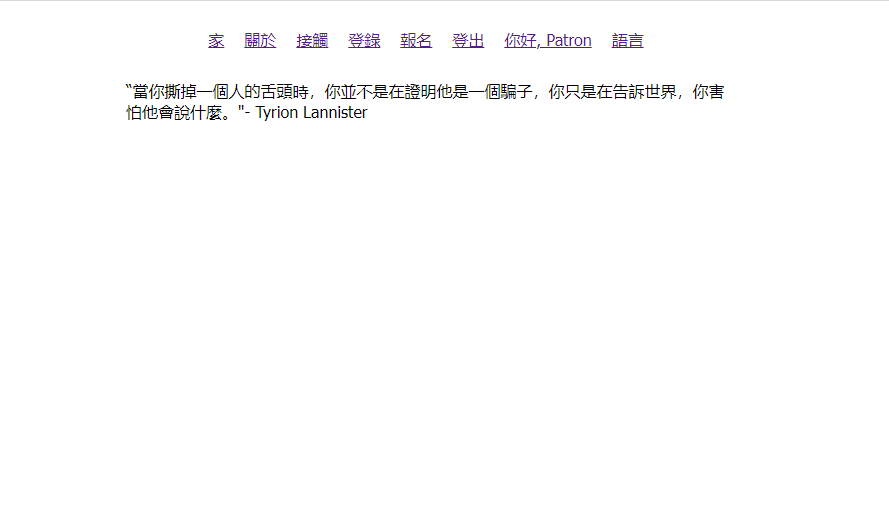 家 關於 接觸 登錄 報名 登出 你好, Patron 語言
“當你撕掉一個人的舌頭時，你並不是在證明他是一個騙子，你只是在告訴世界，你害
怕他會說什麼。"- Tyrion Lannister